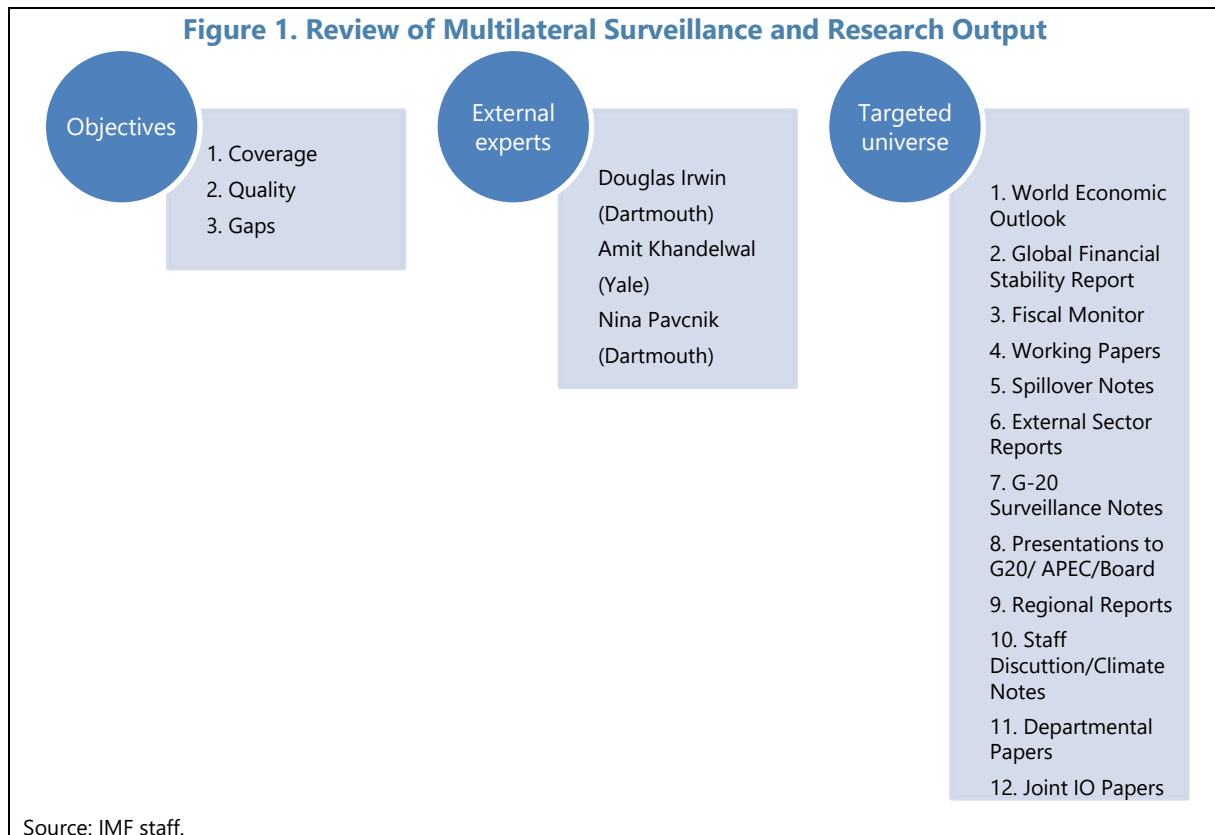 Figure 1. Review of Multilateral Surveillance and Research Output
Objectives
1. Coverage
2. Quality
3. Gaps
External
experts
Douglas Irwin
(Dartmouth)
Amit Khandelwal
(Yale)
Nina Pavcnik
(Dartmouth)
Targeted
universe
1. World Economic
Outlook
2. Global Financial
Stability Report
3. Fiscal Monitor
4. Working Papers
5. Spillover Notes
6. External Sector
Reports
7. G-20
Surveillance Notes
8. Presentations to
G20/ APEC/Board
9. Regional Reports
10. Staff
Discuttion/Climate
Notes
11. Departmental
Papers
12. Joint IO Papers
Source: IMF staff.